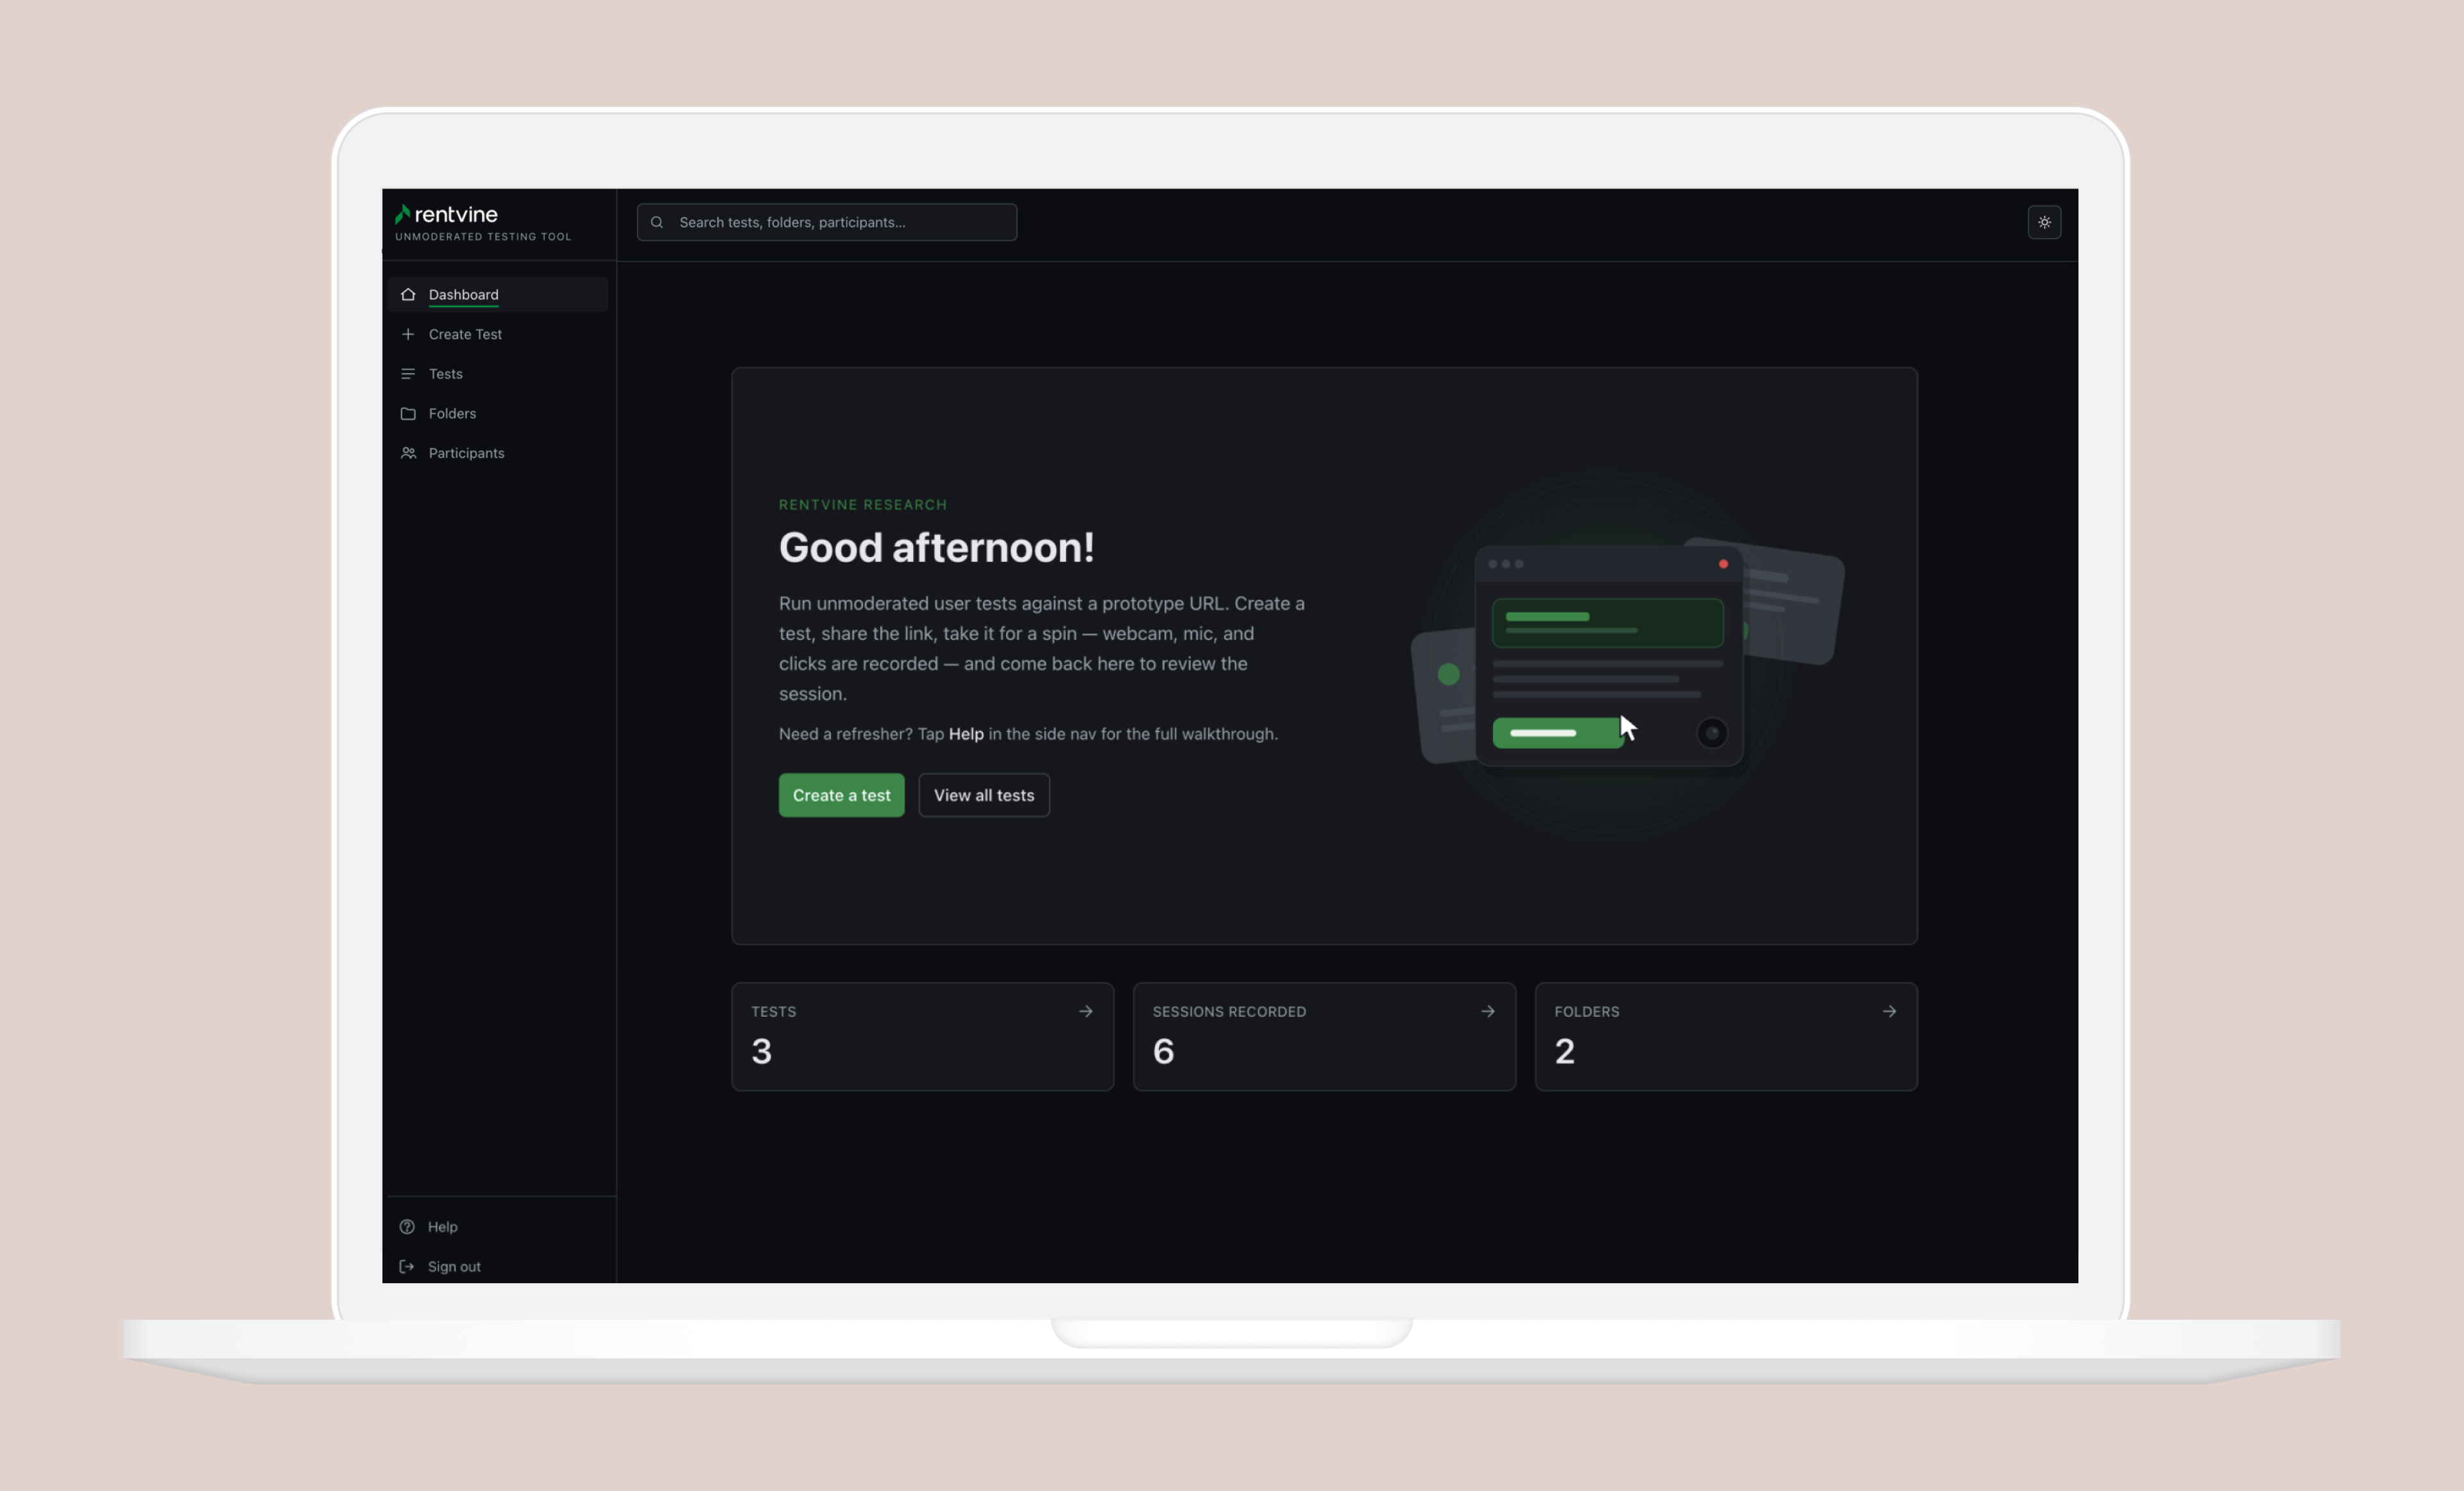 rentvine
UNMODERATED TESTING TOOL
Search tests, folders, participants...
Dashboard
Create Test
Tests
Folders
Participants
RENTVINE RESEARCH
Good afternoon!
Run unmoderated user tests against a prototype URL. Create a
test, share the link, take it for a spin — webcam, mic, and
clicks are recorded — and come back here to review the
session.
Need a refresher? Tap Help in the side nav for the full walkthrough.
Create a test
View all tests
TESTS
3
SESSIONS RECORDED
6
FOLDERS
2
Help
Sign out